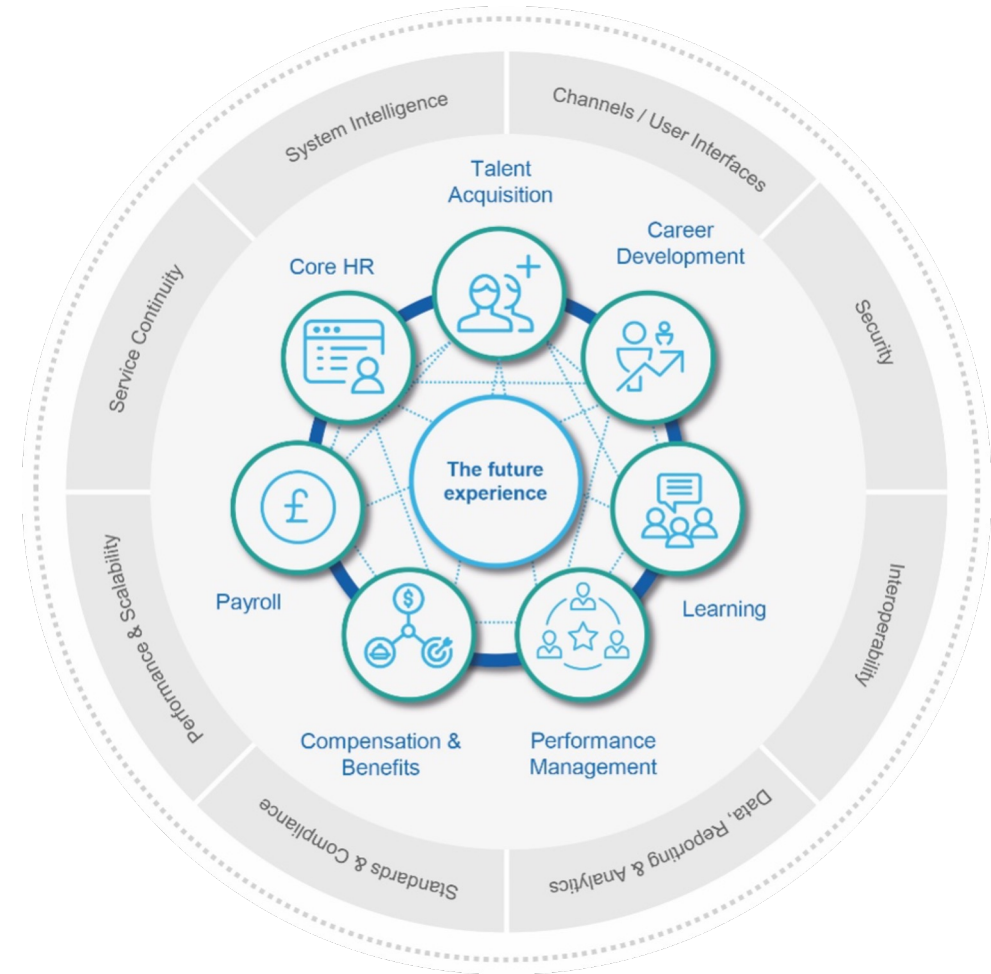 System Intelligence
Channels / User Interfaces
Security
Interoperability
Data, Reporting & Analytics
Standards & Compliance
Performance & Scalability
Service Continuity
Talent
Acquisition
Career
Development
Learning
Performance
Management
Compensation &
Benefits
Payroll
Core HR
The future
experience
£
$